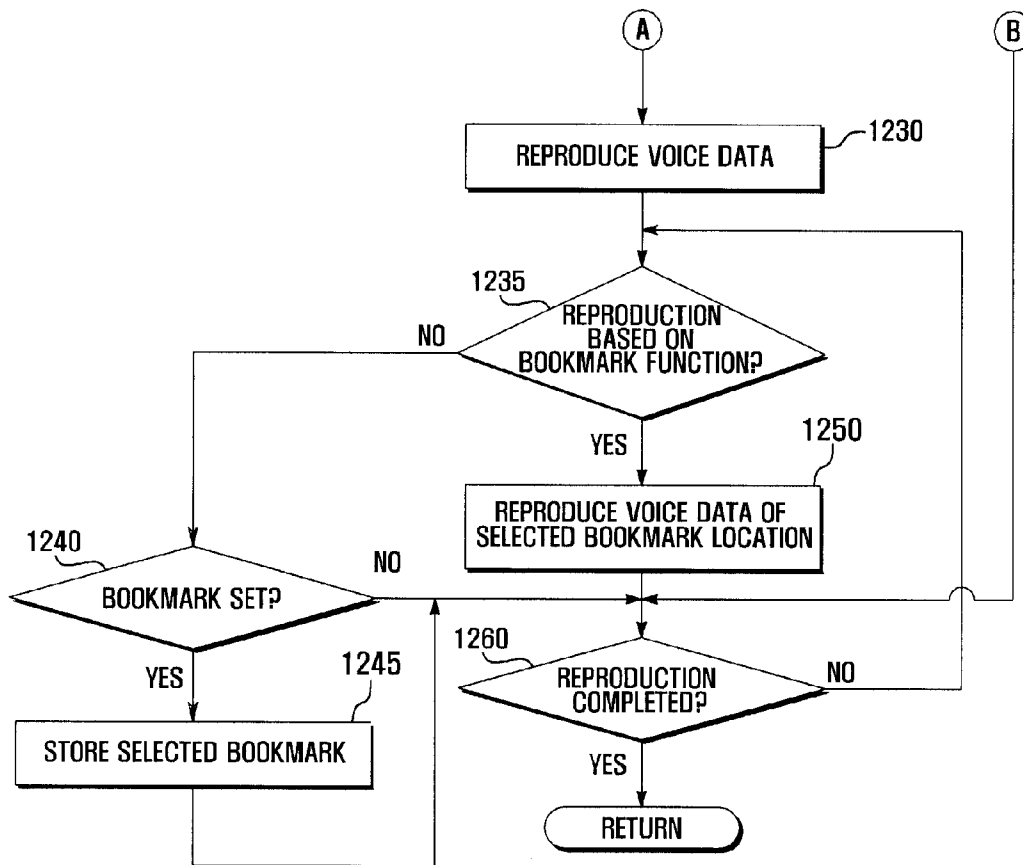 A
B
1230
REPRODUCE VOICE DATA
1235
REPRODUCTION
BASED ON
BOOKMARK FUNCTION?
NO
YES
1250
REPRODUCE VOICE DATA OF
SELECTED BOOKMARK LOCATION
1240
BOOKMARK SET?
NO
YES
1245
STORE SELECTED BOOKMARK
1260
REPRODUCTION
COMPLETED?
NO
YES
RETURN